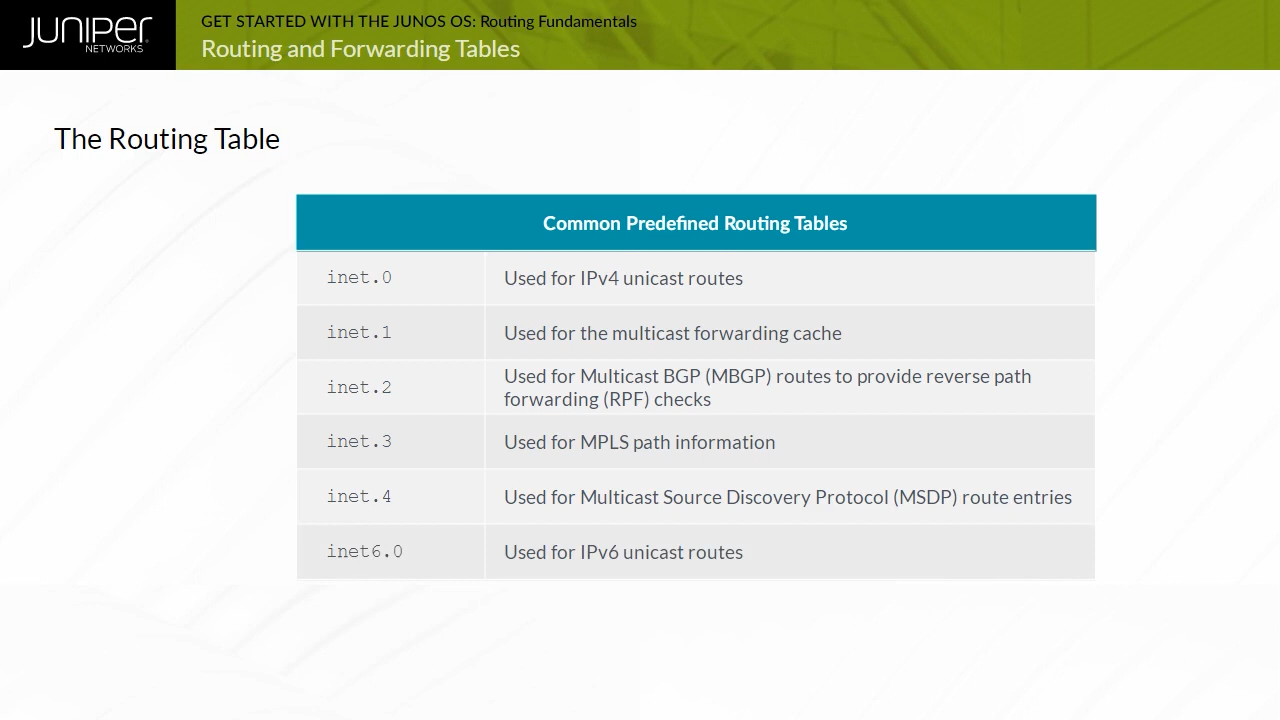 JUNIPER
NETWORKS
GET STARTED WITH THE JUNOS OS: Routing Fundamentals
Routing and Forwarding Tables
The Routing Table
Common Predefined Routing Tables
inet.0 Used for IPv4 unicast routes
inet.1 Used for the multicast forwarding cache
inet.2 Used for Multicast BGP (MBGP) routes to provide reverse path
forwarding (RPF) checks
inet.3 Used for MPLS path information
inet.4 Used for Multicast Source Discovery Protocol (MSDP) route entries
inet6.0 Used for IPv6 unicast routes